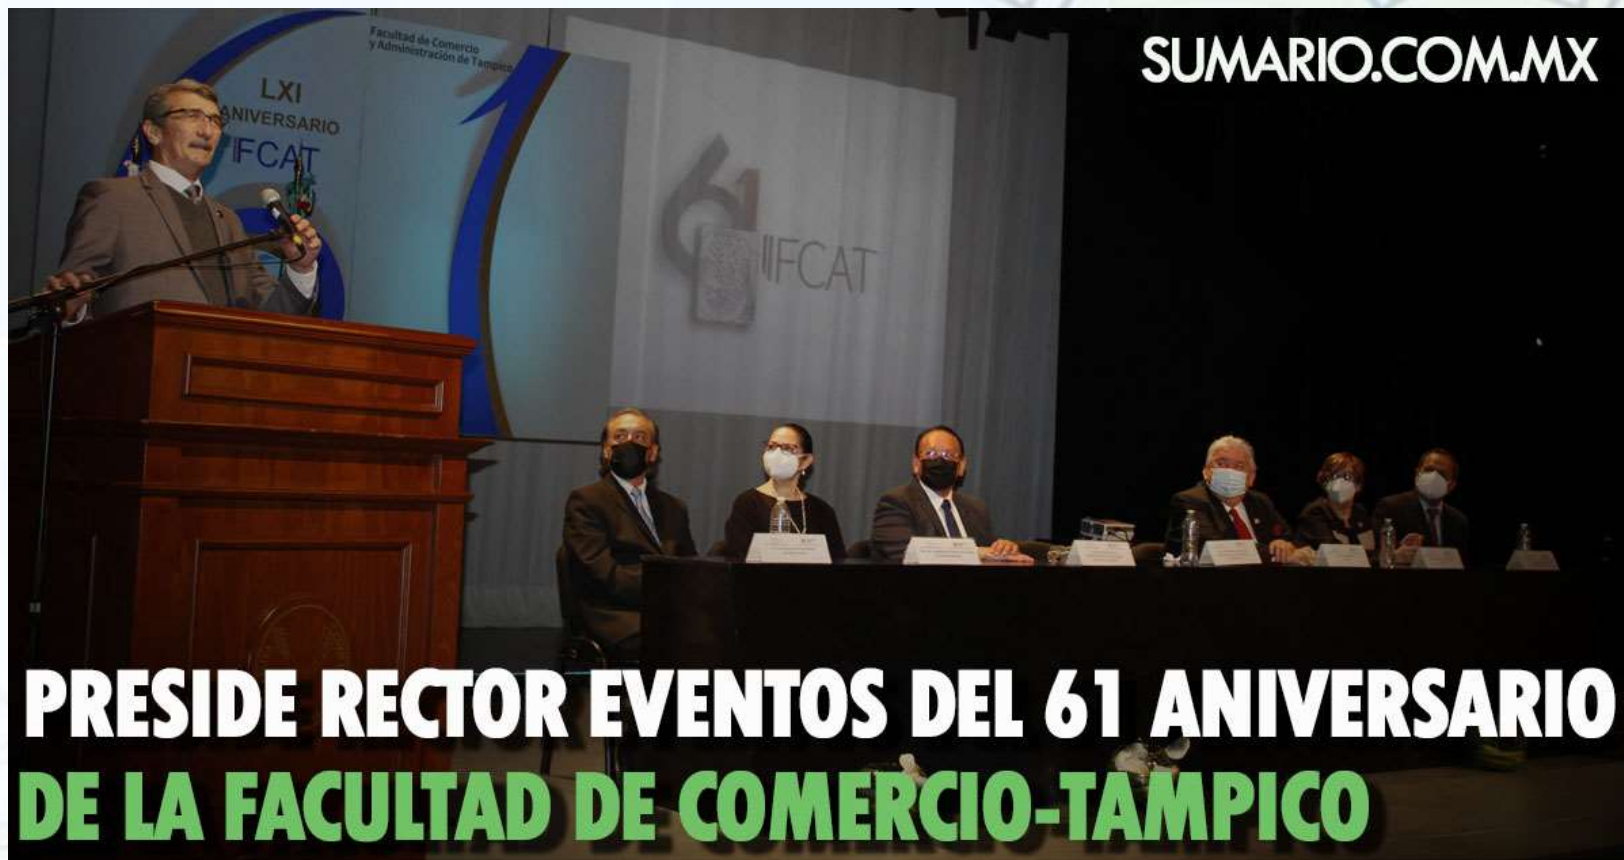 SUMARIO.COM.MX
Facultad de Comercio
y Administración de Tampico
LXI
ANIVERSARIO
FCAT
61 FCAT
PRESIDE RECTOR EVENTOS DEL 61 ANIVERSARIO
DE LA FACULTAD DE COMERCIO-TAMPICO